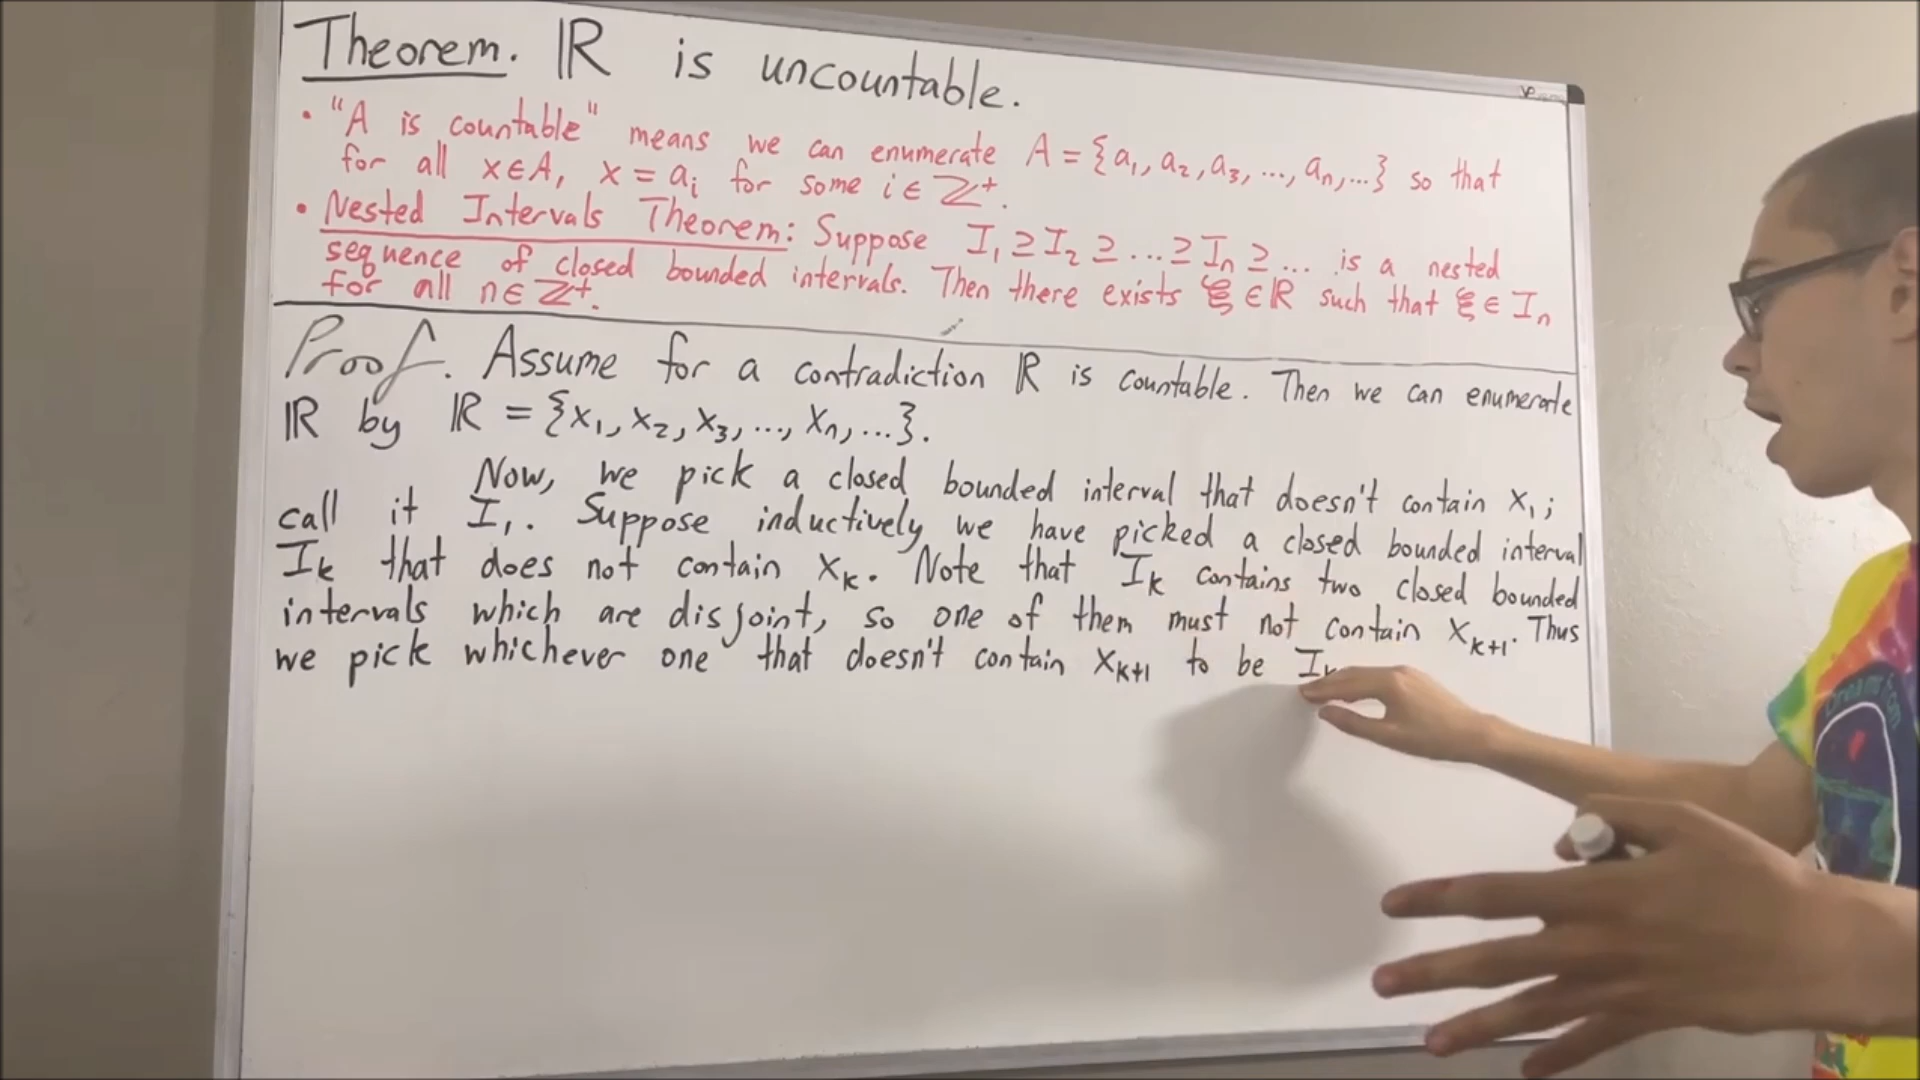 Theorem. ℝ is uncountable.
• "A is countable" means we can enumerate A = {a₁, a₂, a₃, ..., aₙ, ...} so that
for all x∈A, x = aᵢ for some i ∈ ℤ⁺.
• Nested Intervals Theorem: Suppose I₁ ⊇ I₂ ⊇ ... ⊇ Iₙ ⊇ ... is a nested
sequence of closed bounded intervals. Then there exists ξ ∈ ℝ such that ξ ∈ Iₙ
for all n∈ℤ⁺.
Proof. Assume for a contradiction ℝ is countable. Then we can enumerate
ℝ by ℝ = {x₁, x₂, x₃, ..., xₙ, ...}.
Now, we pick a closed bounded interval that doesn't contain x₁;
call it I₁. Suppose inductively we have picked a closed bounded interval
Iₖ that does not contain xₖ. Note that Iₖ contains two closed bounded
intervals which are disjoint, so one of them must not contain xₖ₊₁. Thus
we pick whichever one that doesn't contain xₖ₊₁ to be I